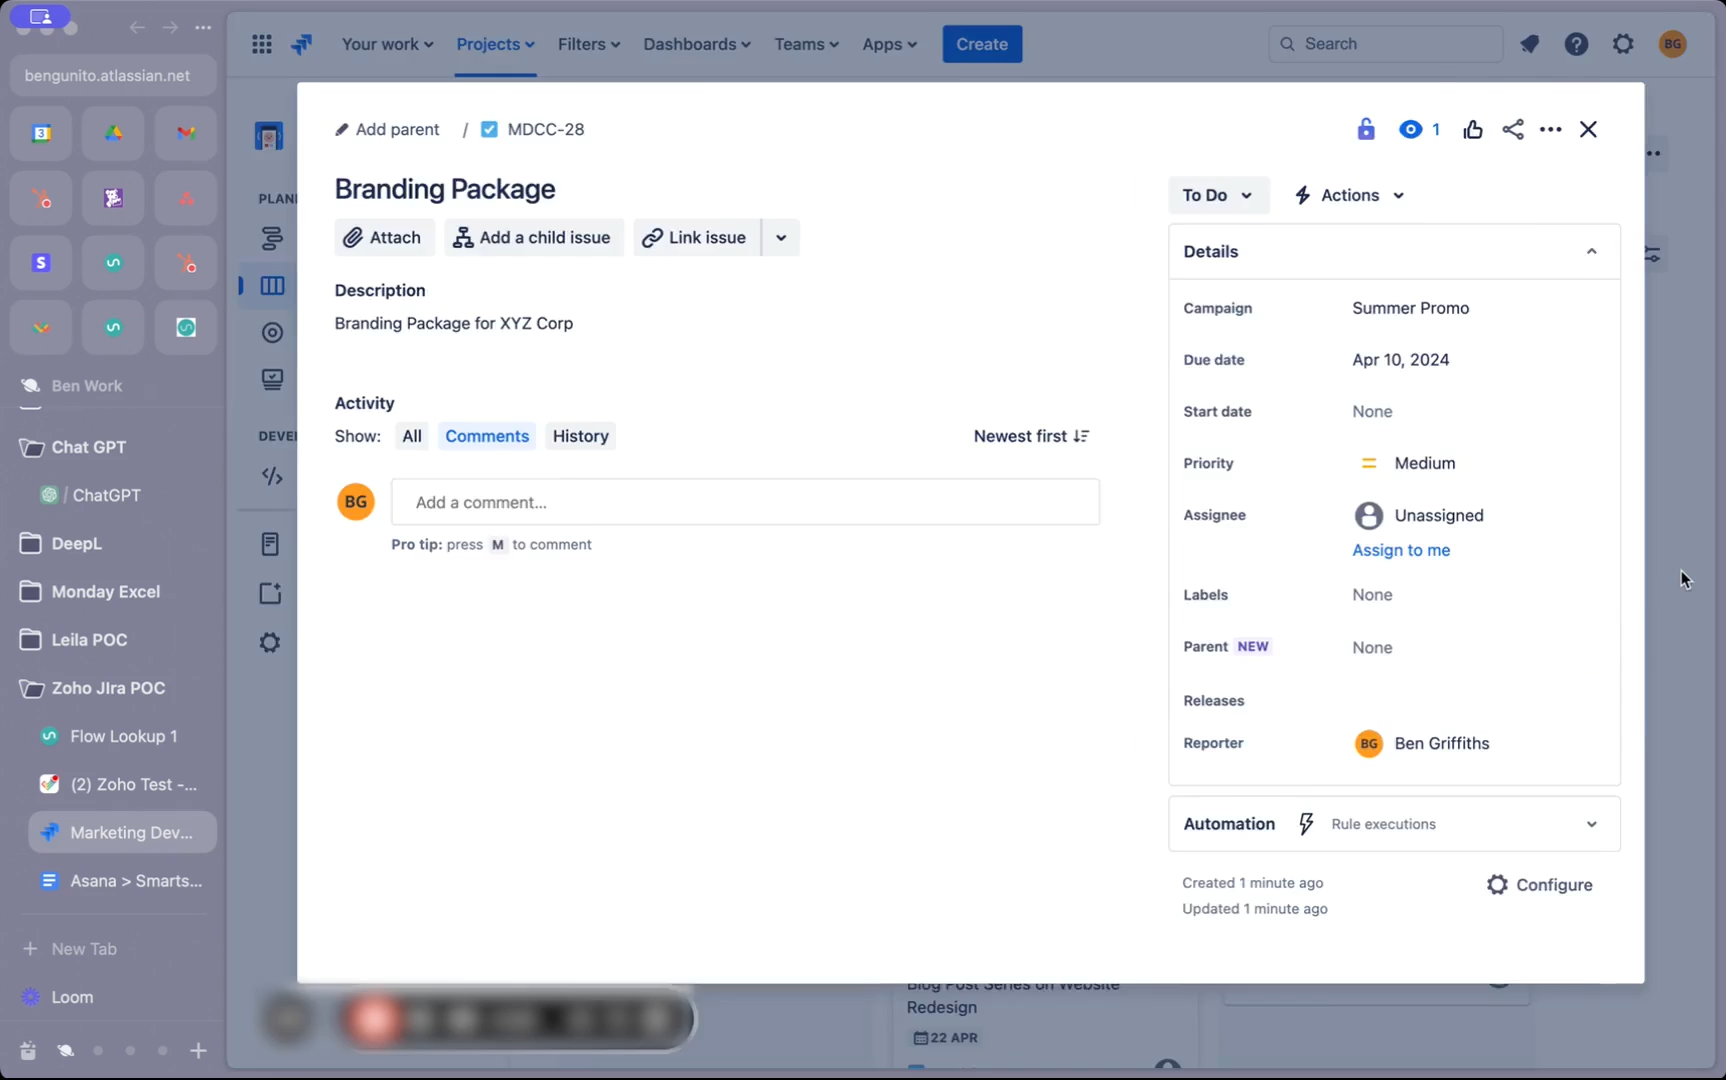 bengunito.atlassian.net
3
S
Ben Work
Chat GPT
/ ChatGPT
DeepL
Monday Excel
Leila POC
Zoho JIra POC
Flow Lookup 1
(2) Zoho Test -...
Marketing Dev...
Asana > Smarts...
+ New Tab
Loom
Your work
Projects
Filters
Dashboards
Teams
Apps
Create
Search
BG
PLAN
DEVE
Add parent / MDCC-28
1
Branding Package
Attach
Add a child issue
Link issue
Description
Branding Package for XYZ Corp
Activity
Show: All Comments History
Newest first
BG
Add a comment...
Pro tip: press M to comment
To Do
Actions
Details
Campaign Summer Promo
Due date Apr 10, 2024
Start date None
Priority Medium
Assignee Unassigned
Assign to me
Labels None
Parent NEW None
Releases
Reporter BG Ben Griffiths
Automation Rule executions
Created 1 minute ago
Updated 1 minute ago
Configure
Blog Post Series on Website
Redesign
22 APR